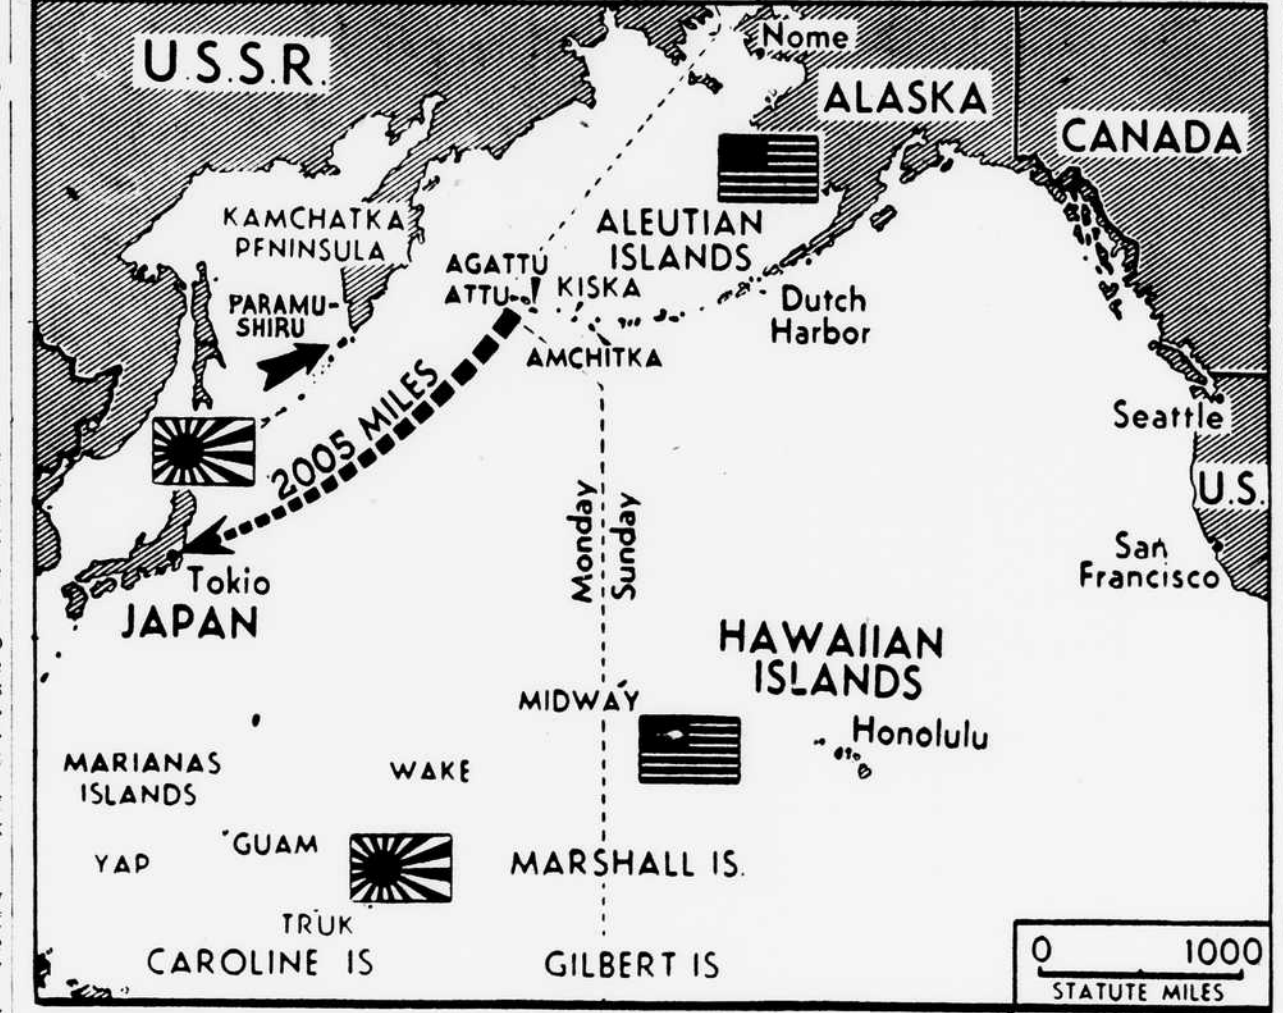 Nome
U.S.S.R.
ALASKA
CANADA
KAMCHATKA
PENINSULA
ALEUTIAN
ISLANDS
AGATTU
ATTU
KISKA
PARAMU-
SHIRU
Dutch
Harbor
AMCHITKA
2005 MILES
Seattle
U.S.
Monday
Sunday
San
Francisco
Tokio
JAPAN
HAWAIIAN
ISLANDS
MIDWAY
Honolulu
MARIANAS
ISLANDS
WAKE
GUAM
YAP
MARSHALL IS.
TRUK
CAROLINE IS
GILBERT IS
0 1000
STATUTE MILES